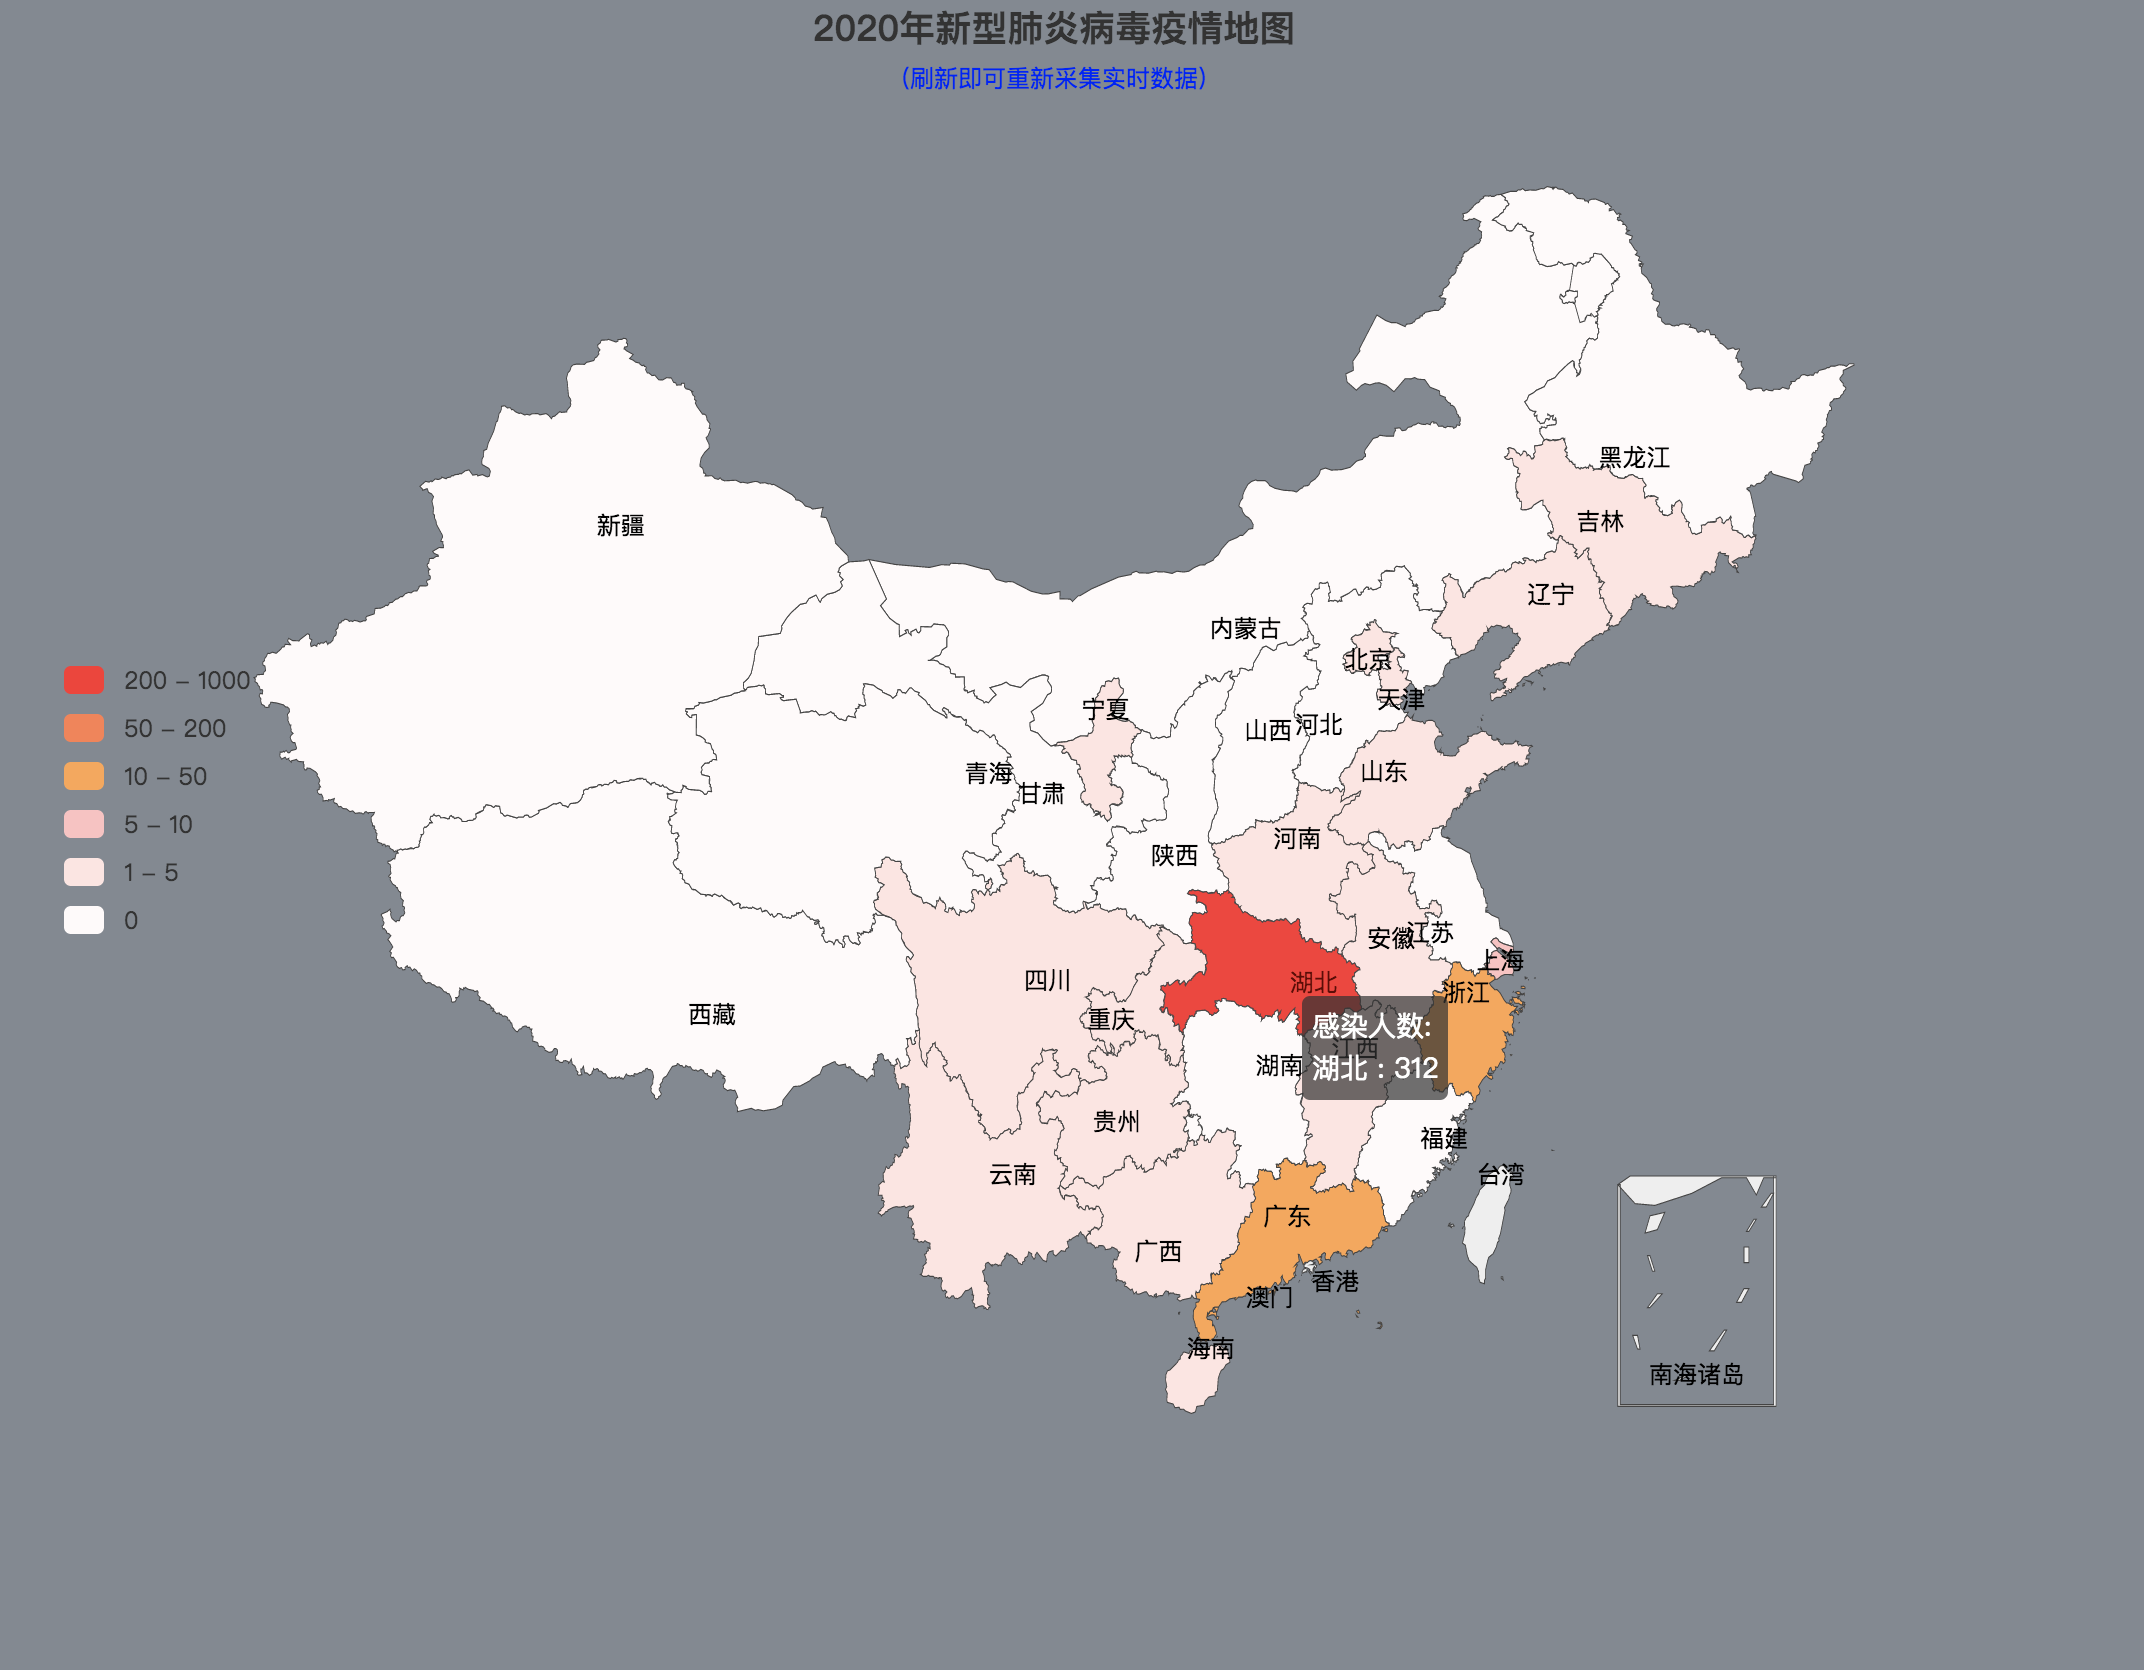 2020年新型肺炎病毒疫情地图
(刷新即可重新采集实时数据)
黑龙江
吉林
新疆
辽宁
内蒙古
北京
天津
宁夏
山西
河北
青海
甘肃
山东
河南
陕西
安徽
江苏
上海
四川
湖北
浙江
西藏
重庆
湖南
江西
感染人数:
湖北 : 312
贵州
福建
云南
台湾
广东
广西
香港
澳门
海南
南海诸岛
200 - 1000
50 - 200
10 - 50
5 - 10
1 - 5
0